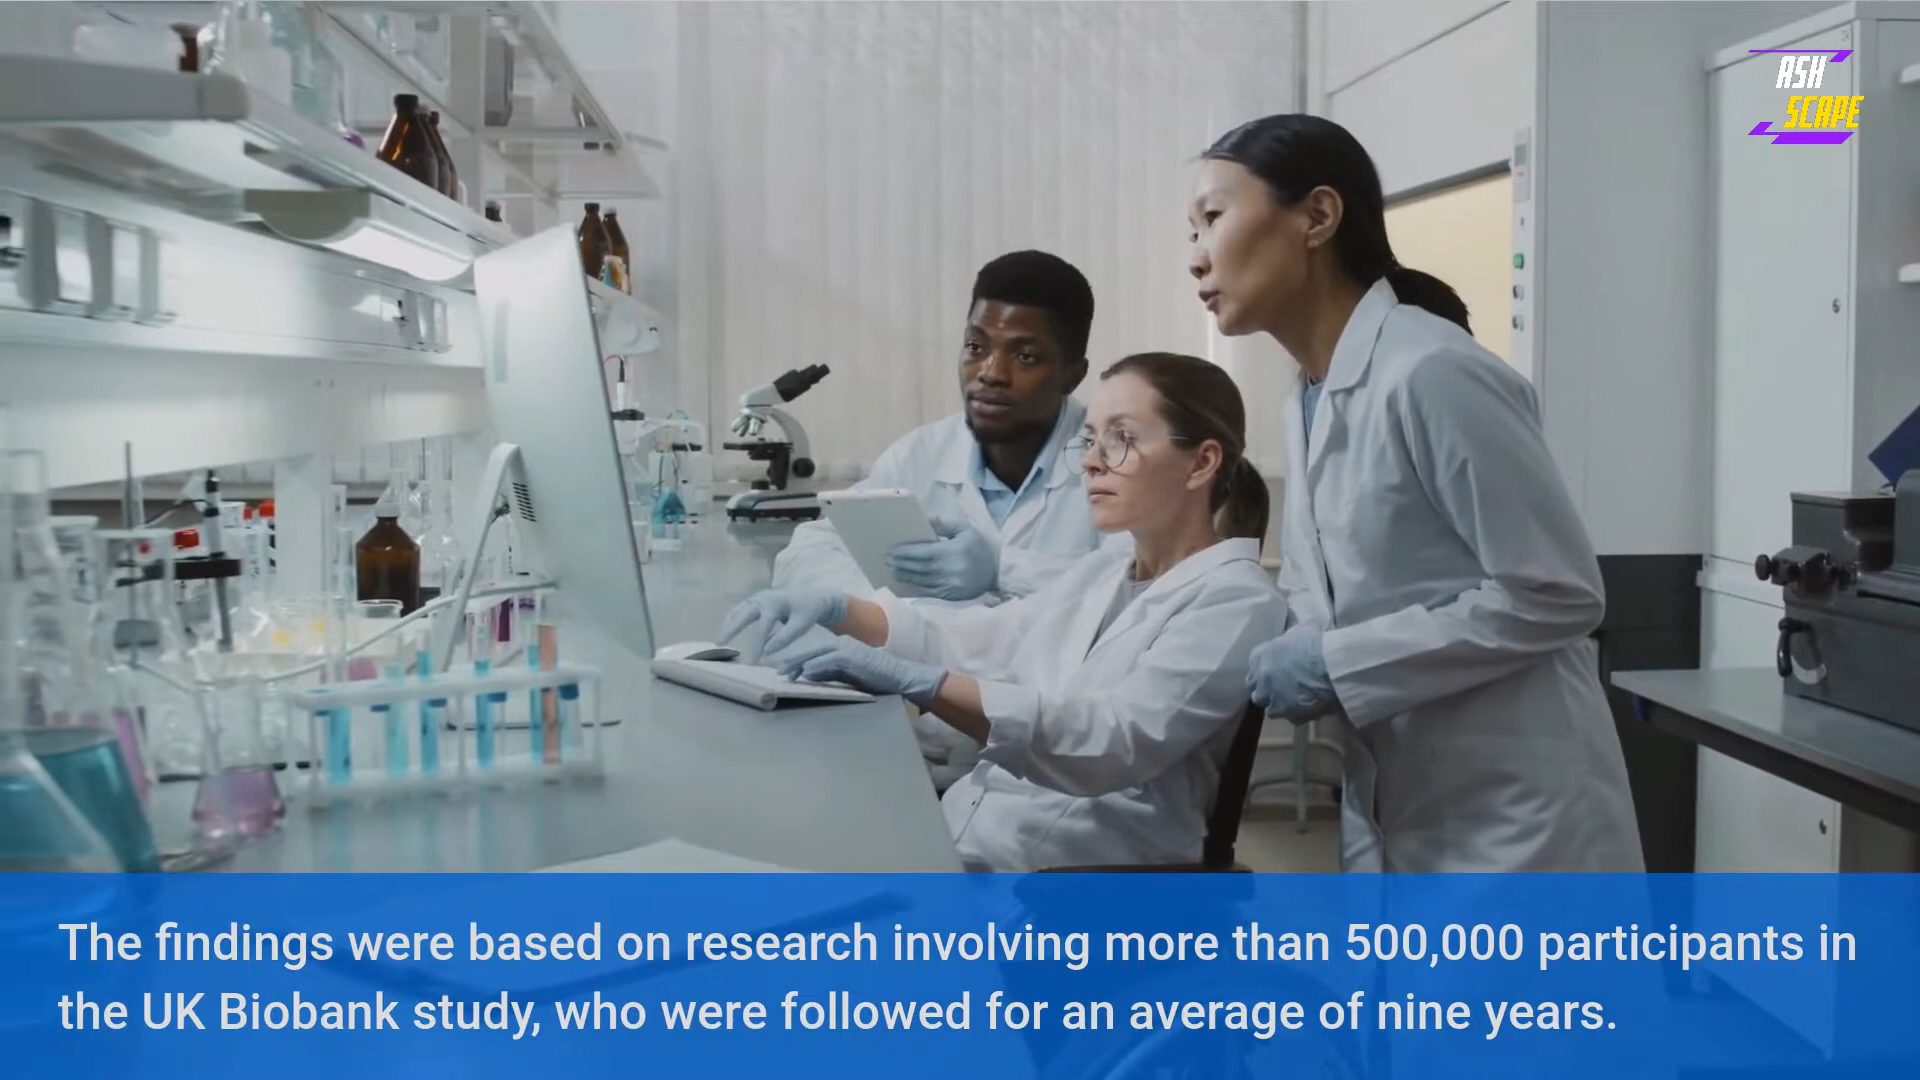 ASH
SCAPE
The findings were based on research involving more than 500,000 participants in
the UK Biobank study, who were followed for an average of nine years.